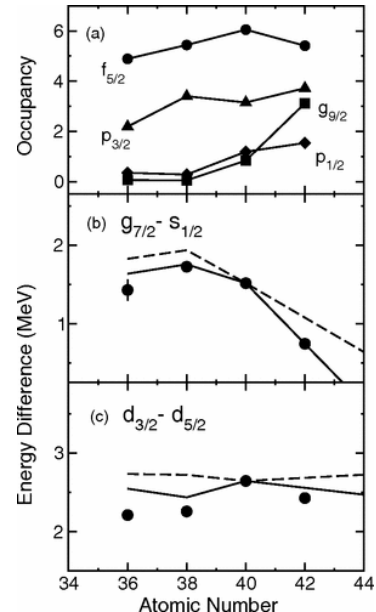 (a)
6
f5/2
4
Occupancy
g9/2
2
p3/2
p1/2
0
(b) g7/2- s1/2
2
1
Energy Difference (MeV)
(c) d3/2- d5/2
3
2
34 36 38 40 42 44
Atomic Number